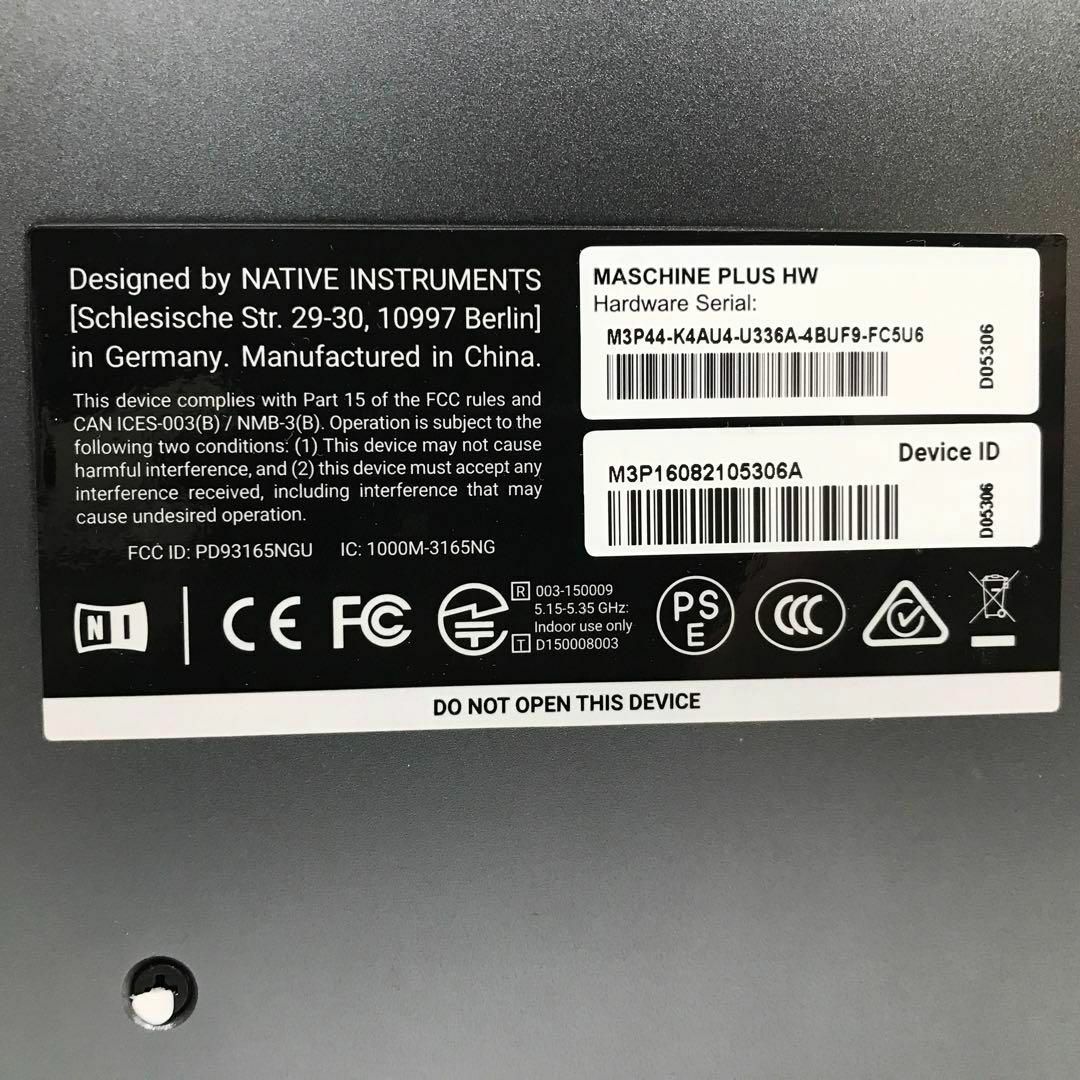 Designed by NATIVE INSTRUMENTS
[Schlesische Str. 29-30, 10997 Berlin]
in Germany. Manufactured in China.
This device complies with Part 15 of the FCC rules and
CAN ICES-003(B) / NMB-3(B). Operation is subject to the
following two conditions: (1) This device may not cause
harmful interference, and (2) this device must accept any
interference received, including interference that may
cause undesired operation.
FCC ID: PD93165NGU IC: 1000M-3165NG
MASCHINE PLUS HW
Hardware Serial:
M3P44-K4AU4-U336A-4BUF9-FC5U6
D05306
Device ID
M3P16082105306A
D05306
NI
CE FC
R 003-150009
5.15-5.35 GHz:
Indoor use only
T D150008003
PSE
CCC
DO NOT OPEN THIS DEVICE